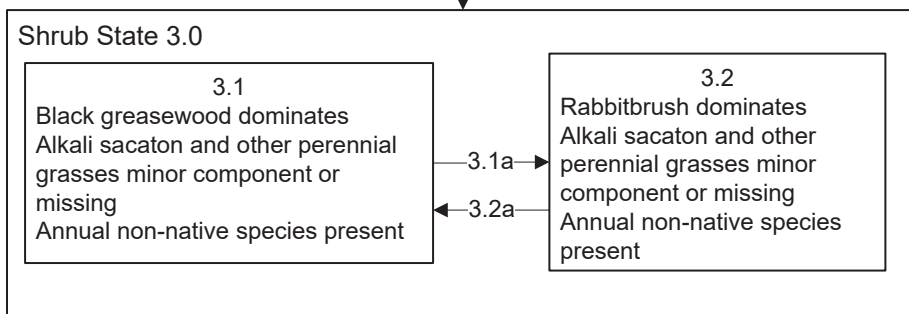 Shrub State 3.0
3.1
Black greasewood dominates
Alkali sacaton and other perennial
grasses minor component or
missing
Annual non-native species present
3.1a
3.2a
3.2
Rabbitbrush dominates
Alkali sacaton and other
perennial grasses minor
component or missing
Annual non-native species
present